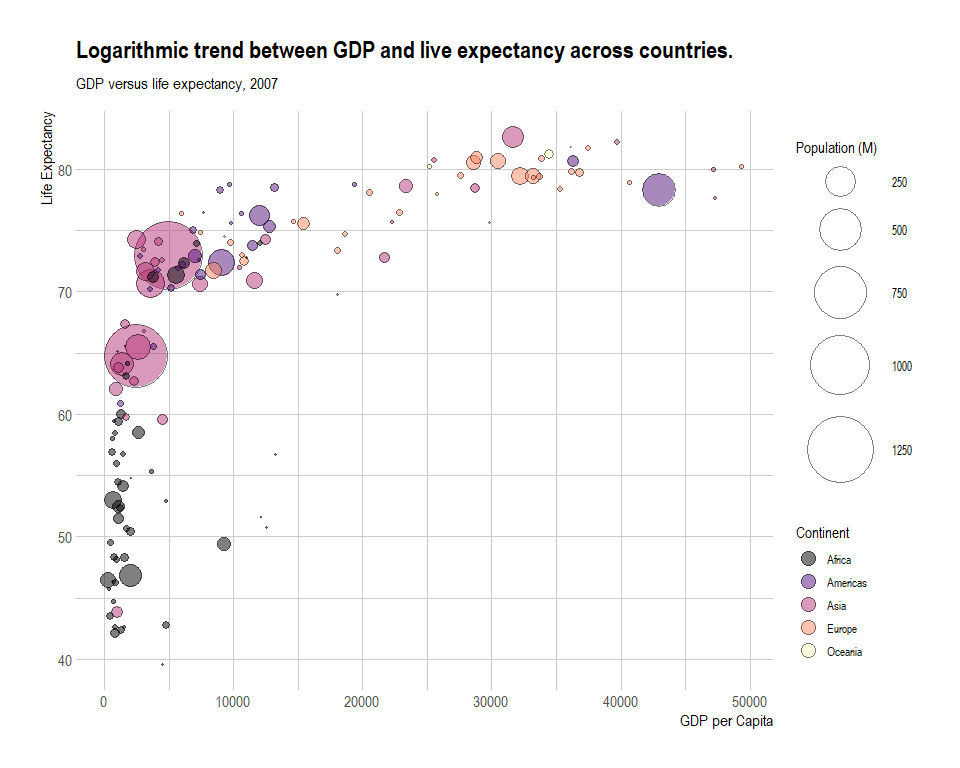 Logarithmic trend between GDP and live expectancy across countries.
GDP versus life expectancy, 2007
Life Expectancy
80
70
60
50
40
0 10000 20000 30000 40000 50000
GDP per Capita
Population (M)
250
500
750
1000
1250
Continent
Africa
Americas
Asia
Europe
Oceania